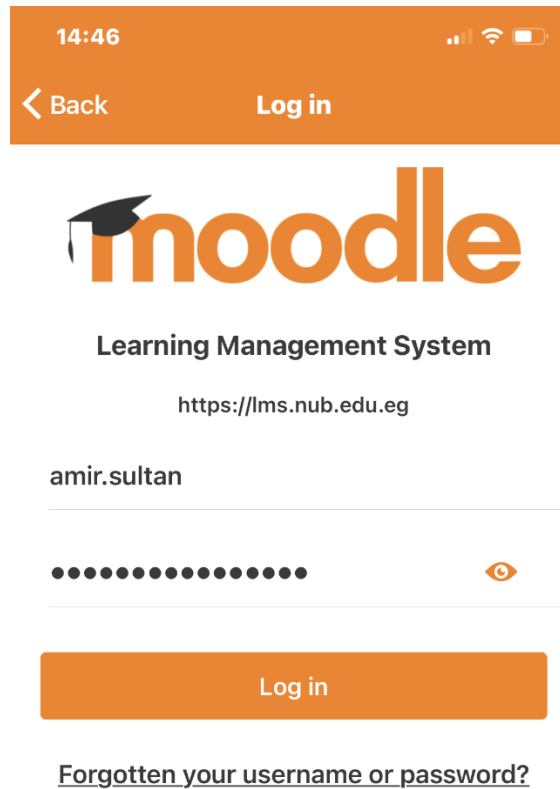 14:46
Back
Log in
moodle
Learning Management System
https://lms.nub.edu.eg
amir.sultan
●●●●●●●●●●●●●●●●
Log in
Forgotten your username or password?